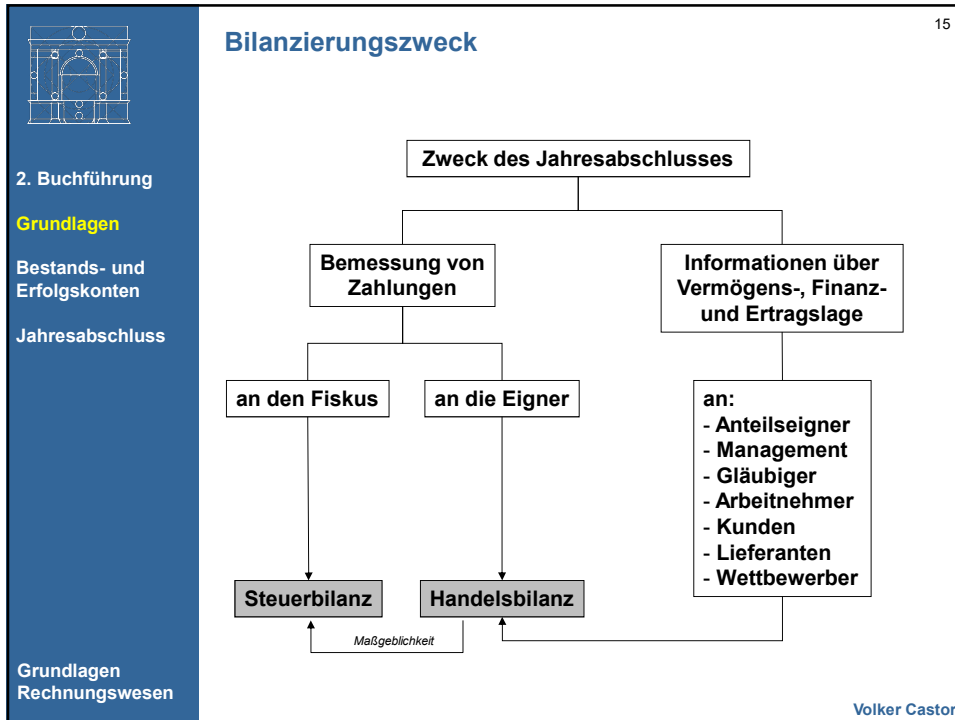 15
Bilanzierungszweck
2. Buchführung
Grundlagen
Bestands- und
Erfolgskonten
Jahresabschluss
Zweck des Jahresabschlusses
Bemessung von
Zahlungen
Informationen über
Vermögens-, Finanz-
und Ertragslage
an den Fiskus
an die Eigner
an:
- Anteilseigner
- Management
- Gläubiger
- Arbeitnehmer
- Kunden
- Lieferanten
- Wettbewerber
Steuerbilanz
Handelsbilanz
Maßgeblichkeit
Grundlagen
Rechnungswesen
Volker Castor